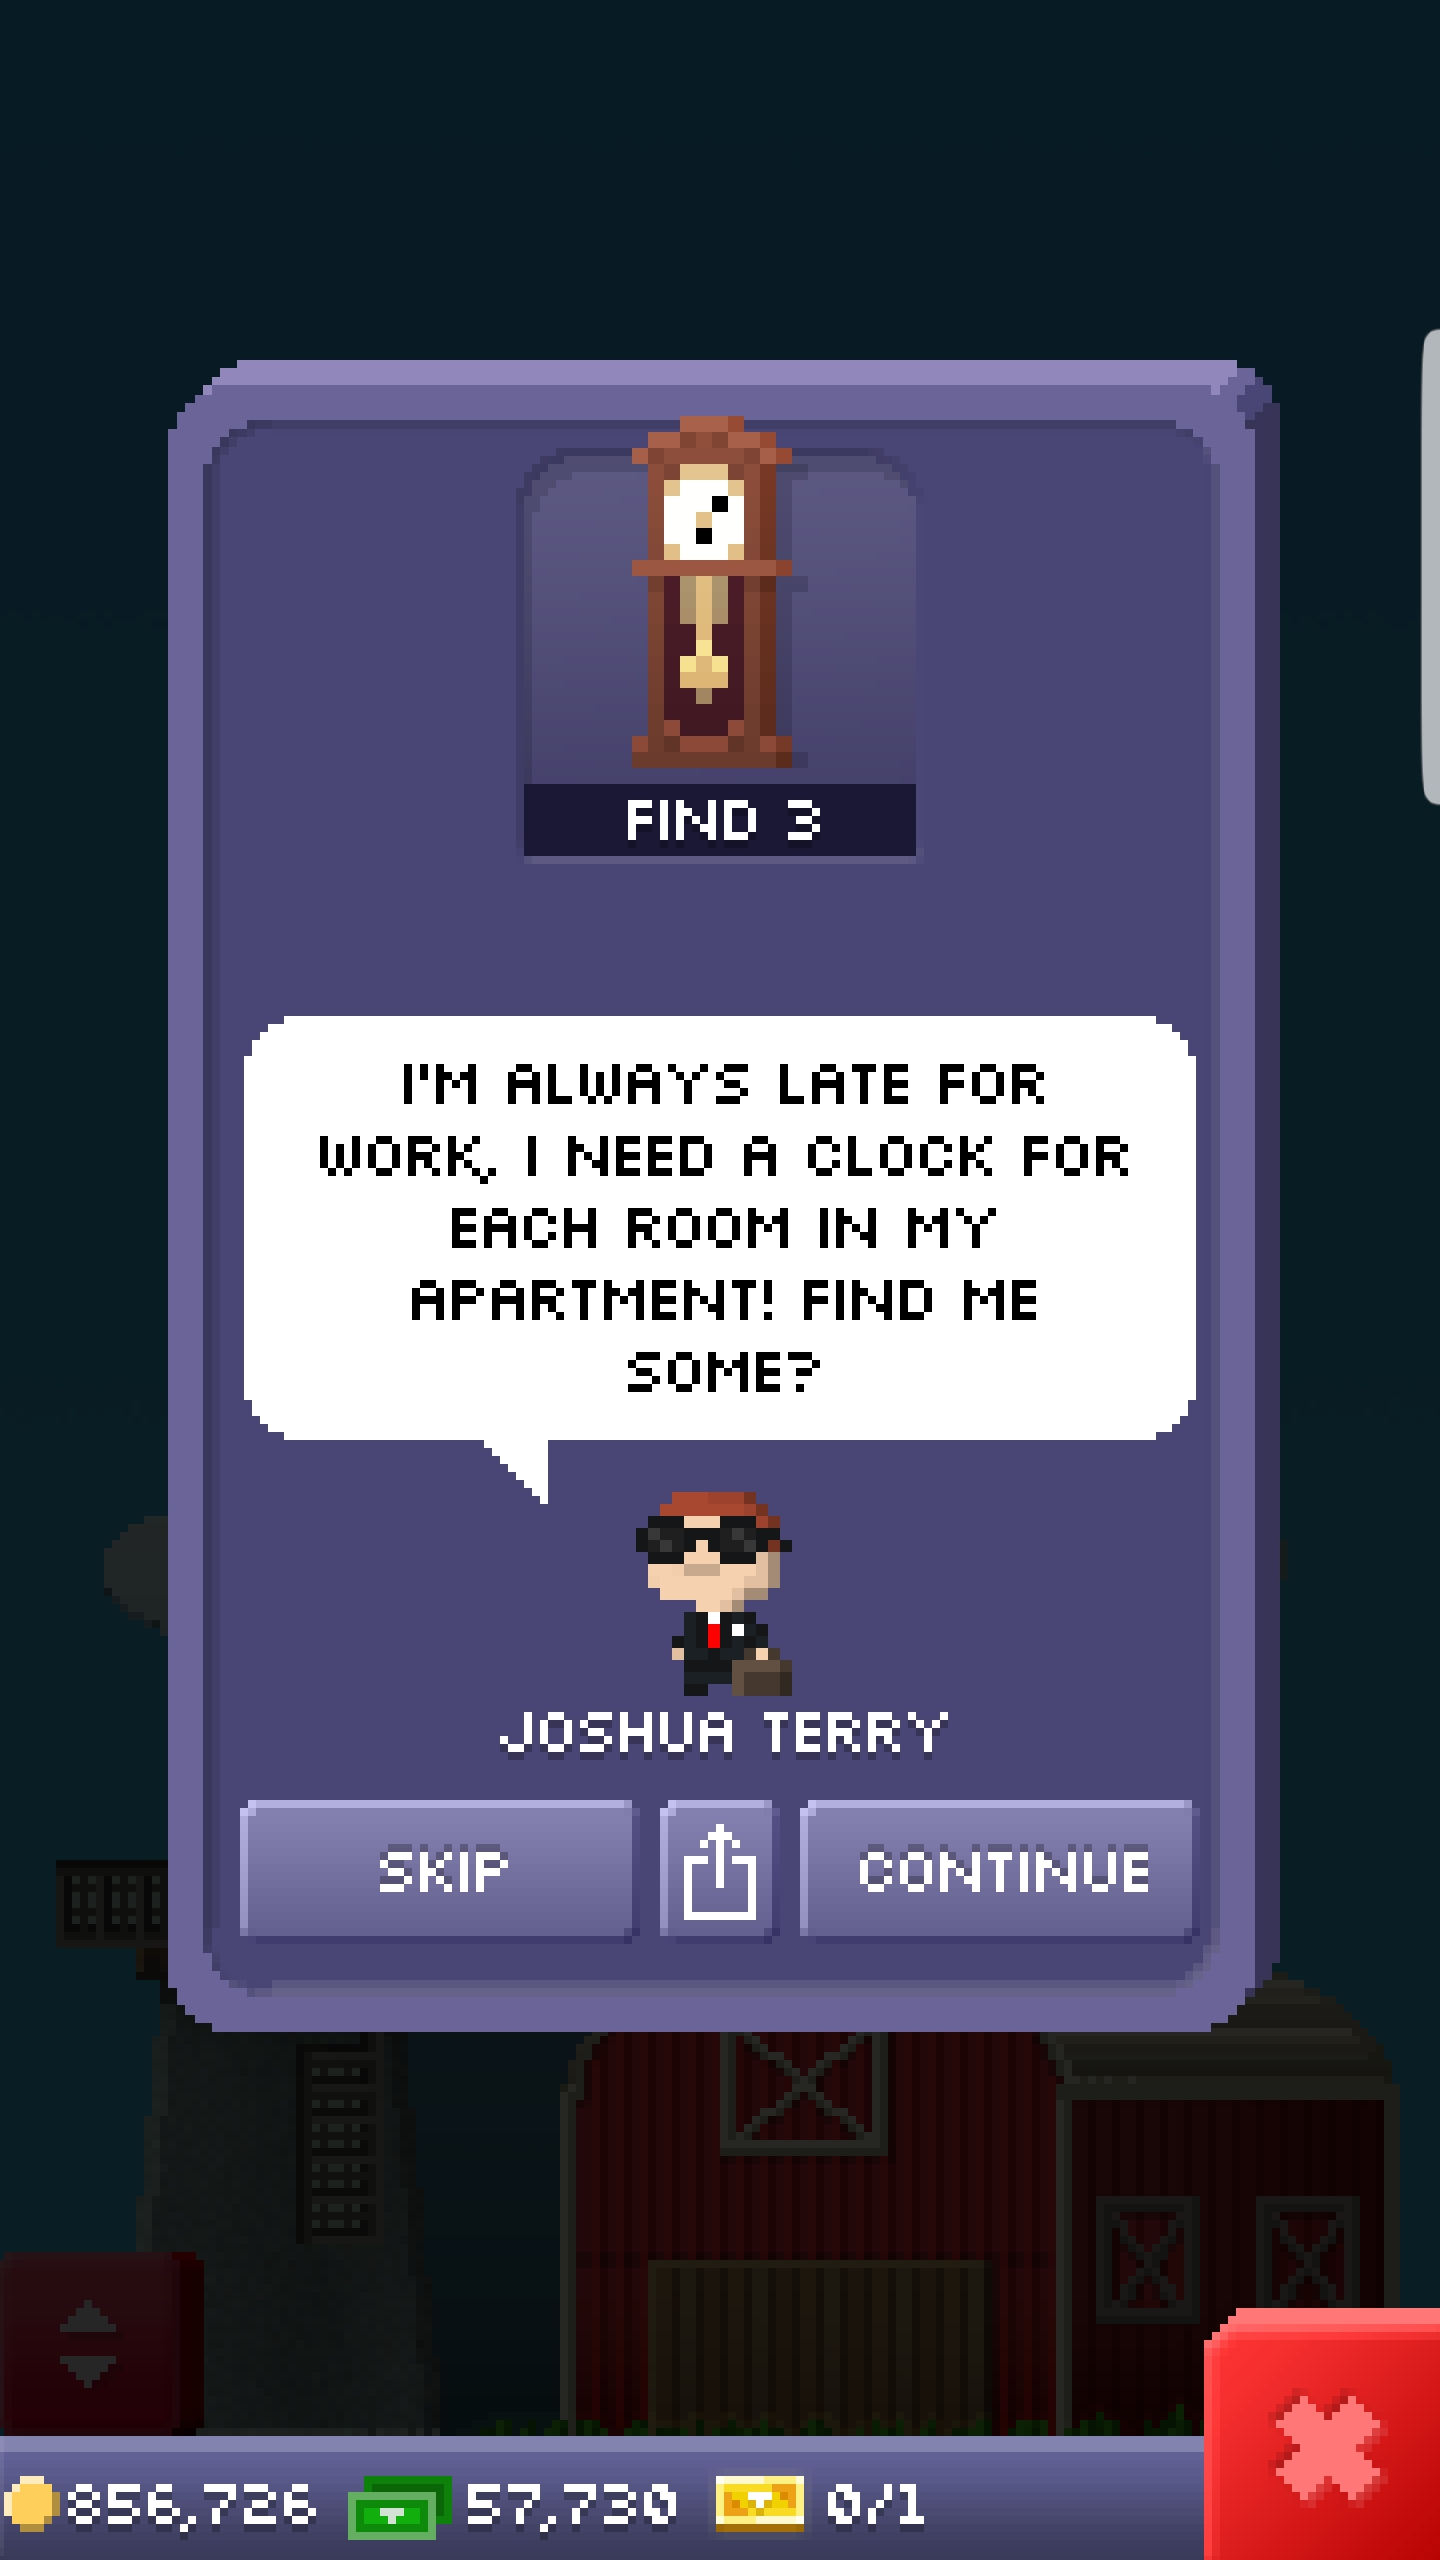 FIND 3
I'M ALWAYS LATE FOR
WORK, I NEED A CLOCK FOR
EACH ROOM IN MY
APARTMENT! FIND ME
SOME?
JOSHUA TERRY
SKIP
CONTINUE
856,726
57,730
0/1